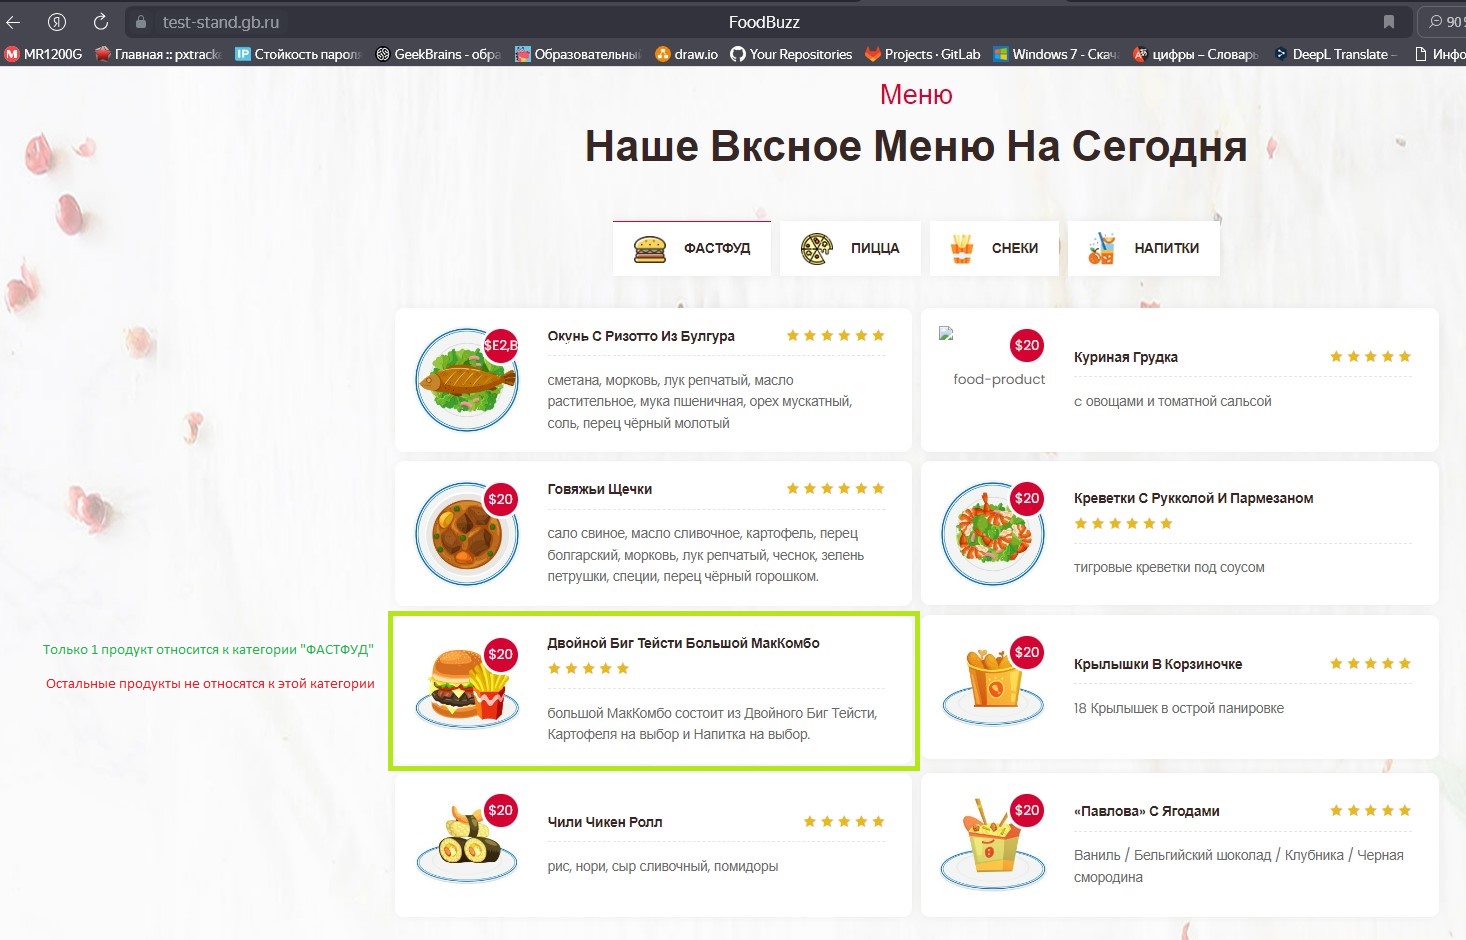 test-stand.gb.ru
FoodBuzz
90
MR1200G
Главная :: pxtrack
Стойкость пароля
GeekBrains - обра
Образовательный
draw.io
Your Repositories
Projects · GitLab
Windows 7 - Скач
цифры – Словарь
DeepL Translate –
Инфо
Меню
Наше Вксное Меню На Сегодня
ФАСТФУД
ПИЦЦА
СНЕКИ
НАПИТКИ
$E2,B
Окунь С Ризотто Из Булгура
сметана, морковь, лук репчатый, масло
растительное, мука пшеничная, орех мускатный,
соль, перец чёрный молотый
$20
food-product
Куриная Грудка
с овощами и томатной сальсой
$20
Говяжьи Щечки
сало свиное, масло сливочное, картофель, перец
болгарский, морковь, лук репчатый, чеснок, зелень
петрушки, специи, перец чёрный горошком.
$20
Креветки С Рукколой И Пармезаном
тигровые креветки под соусом
Только 1 продукт относится к категории "ФАСТФУД"
Остальные продукты не относятся к этой категории
$20
Двойной Биг Тейсти Большой МакКомбо
большой МакКомбо состоит из Двойного Биг Тейсти,
Картофеля на выбор и Напитка на выбор.
$20
Крылышки В Корзиночке
18 Крылышек в острой панировке
$20
Чили Чикен Ролл
рис, нори, сыр сливочный, помидоры
$20
«Павлова» С Ягодами
Ваниль / Бельгийский шоколад / Клубника / Черная
смородина